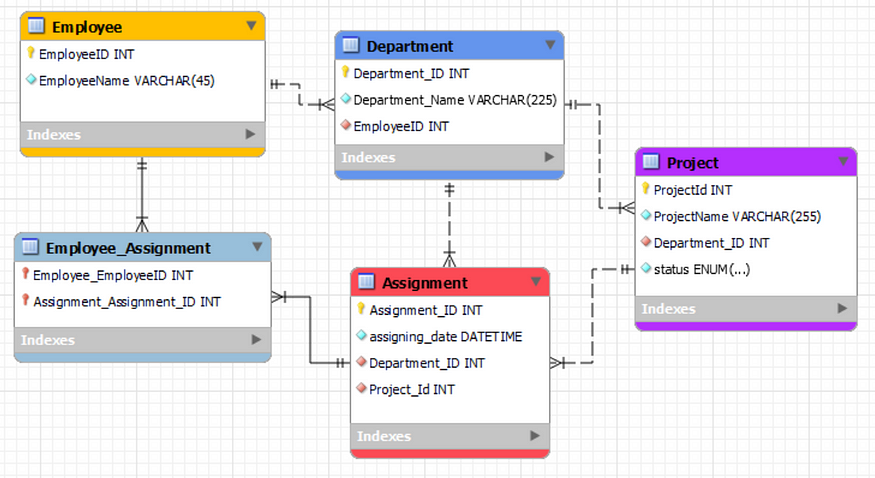 Employee
EmployeeID INT
EmployeeName VARCHAR(45)
Indexes
Department
Department_ID INT
Department_Name VARCHAR(225)
EmployeeID INT
Indexes
Project
ProjectId INT
ProjectName VARCHAR(255)
Department_ID INT
status ENUM(...)
Indexes
Employee_Assignment
Employee_EmployeeID INT
Assignment_Assignment_ID INT
Indexes
Assignment
Assignment_ID INT
assigning_date DATETIME
Department_ID INT
Project_Id INT
Indexes